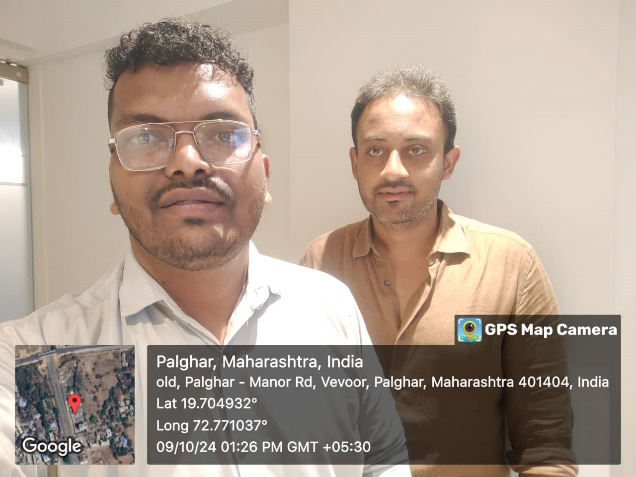 GPS Map Camera
Palghar, Maharashtra, India
old, Palghar - Manor Rd, Vevoor, Palghar, Maharashtra 401404, India
Lat 19.704932°
Long 72.771037°
09/10/24 01:26 PM GMT +05:30
Google